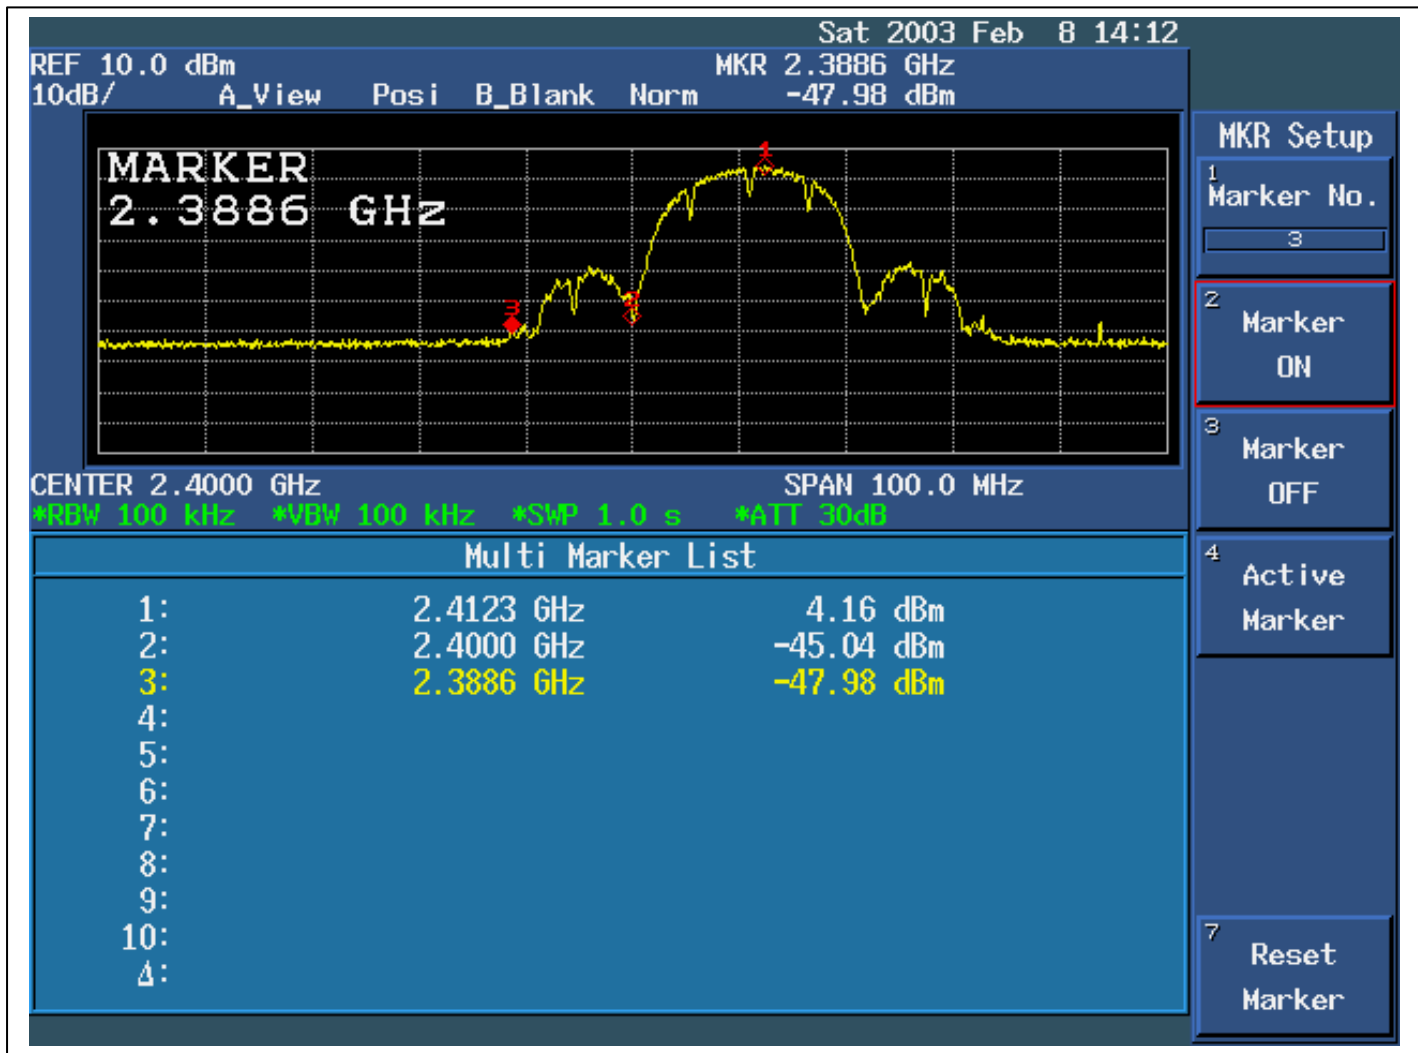 Sat 2003 Feb 8 14:12
REF 10.0 dBm MKR 2.3886 GHz
10dB/ A_View Posi B_Blank Norm -47.98 dBm
MARKER
2.3886 GHz
1
3
2
CENTER 2.4000 GHz SPAN 100.0 MHz
*RBW 100 kHz *VBW 100 kHz *SWP 1.0 s *ATT 30dB
Multi Marker List
1: 2.4123 GHz 4.16 dBm
2: 2.4000 GHz -45.04 dBm
3: 2.3886 GHz -47.98 dBm
4:
5:
6:
7:
8:
9:
10:
Δ:
MKR Setup
1
Marker No.
3
2
Marker
ON
3
Marker
OFF
4
Active
Marker
7
Reset
Marker